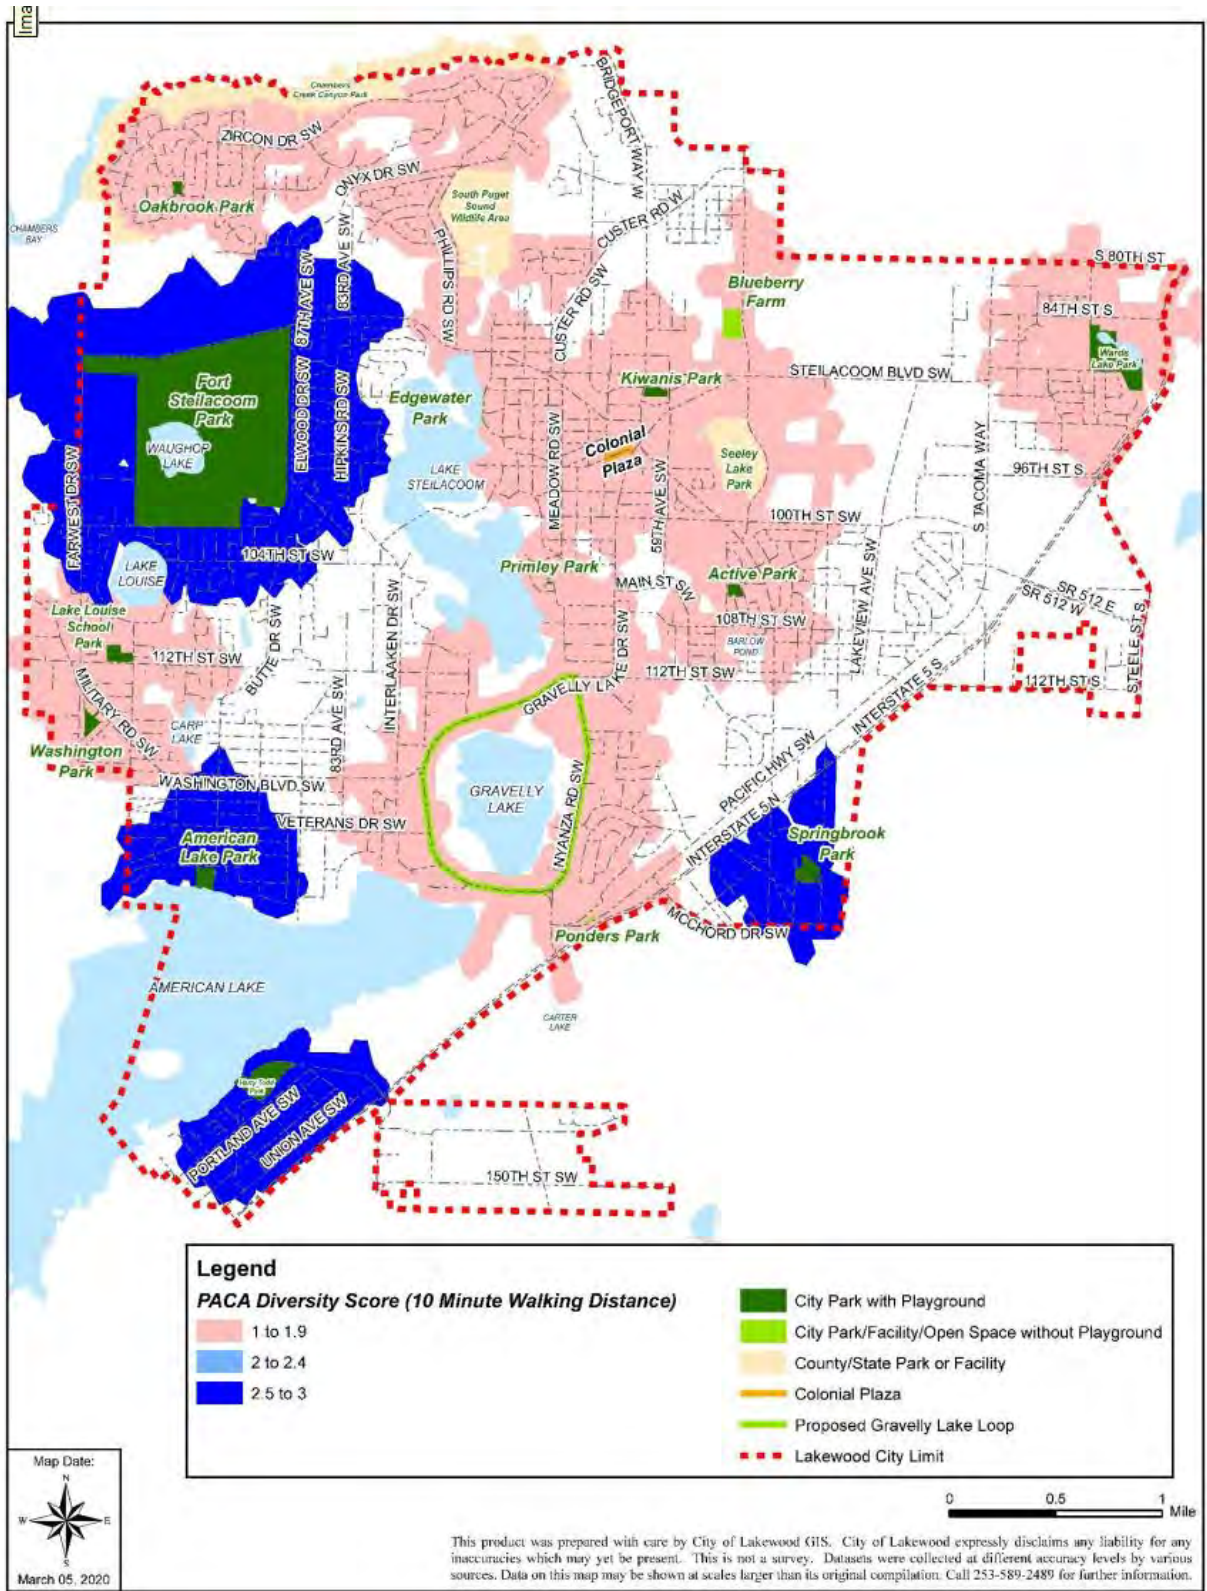 Ima
Chambers
Creek Canyon Park
BRIDGEPORT WAY W
ZIRCON DR SW
ONYX DR SW
Oakbrook Park
South Puget
Sound
Wildlife Area
CHAMBERS
BAY
CUSTER RD W
PHILLIPS RD SW
83RD AVE SW
87TH AVE SW
S 80TH ST
CUSTER RD SW
Blueberry
Farm
84TH ST S
Wards
Lake Park
Fort
Steilacoom
Park
Kiwanis Park
STEILACOOM BLVD SW
Edgewater
Park
ELWOOD DR SW
HIPKINS RD SW
WAUGHOP
LAKE
Colonial
Plaza
MEADOW RD SW
Seeley
Lake
Park
LAKE
STEILACOOM
S TACOMA WAY
96TH ST S
FARWEST DR SW
59TH AVE SW
100TH ST SW
104TH ST SW
LAKE
LOUISE
Primley Park
MAIN ST SW
Active Park
LAKEVIEW AVE SW
SR 512 E
SR 512 W
Lake Louise
School
Park
108TH ST SW
BARLOW
POND
STEELE ST S
112TH ST SW
BUTTE DR SW
INTERLAAKEN DR SW
GRAVELLY LAKE DR SW
112TH ST SW
112TH ST S
MILITARY RD SW
83RD AVE SW
INTERSTATE 5 S
CARP
LAKE
Washington
Park
WASHINGTON BLVD SW
GRAVELLY
LAKE
NYANZA RD SW
PACIFIC HWY SW
INTERSTATE 5 N
VETERANS DR SW
American
Lake Park
Springbrook
Park
Ponders Park
MCCHORD DR SW
AMERICAN LAKE
CARTER
LAKE
Harry Todd
Park
PORTLAND AVE SW
UNION AVE SW
150TH ST SW
Legend
PACA Diversity Score (10 Minute Walking Distance)
1 to 1.9
2 to 2.4
2.5 to 3
City Park with Playground
City Park/Facility/Open Space without Playground
County/State Park or Facility
Colonial Plaza
Proposed Gravelly Lake Loop
Lakewood City Limit
Map Date:
N
W E
S
March 05, 2020
0 0.5 1
Mile
This product was prepared with care by City of Lakewood GIS. City of Lakewood expressly disclaims any liability for any
inaccuracies which may yet be present. This is not a survey. Datasets were collected at different accuracy levels by various
sources. Data on this map may be shown at scales larger than its original compilation. Call 253-589-2489 for further information.